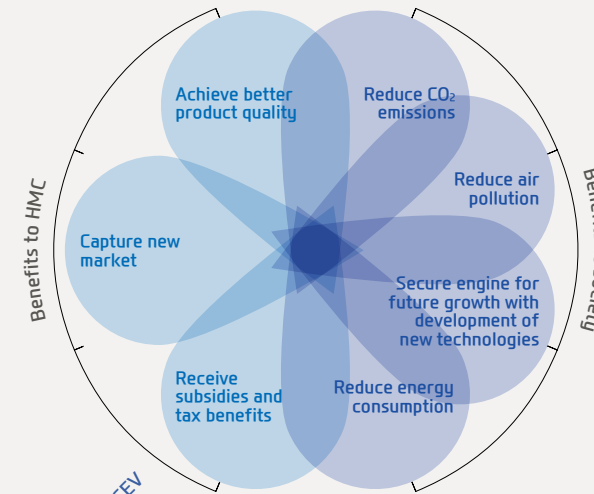 Achieve better
product quality
Reduce CO₂
emissions
Reduce air
pollution
Benefits to HMC
Capture new
market
Secure engine for
future growth with
development of
new technologies
Receive
subsidies and
tax benefits
Reduce energy
consumption